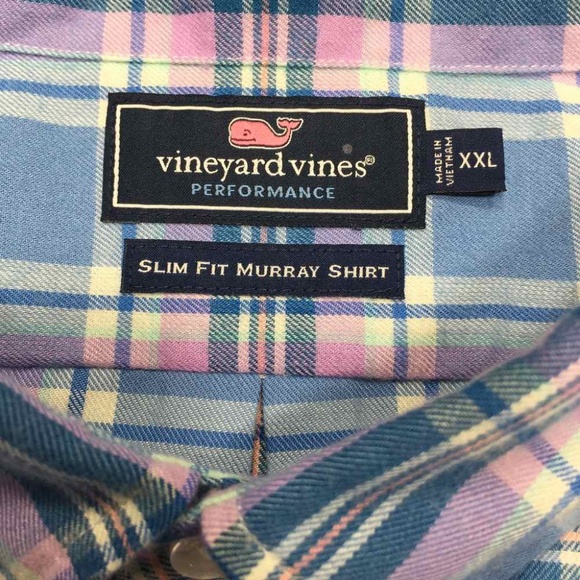 vineyard vines®
PERFORMANCE
MADE IN
VIETNAM
XXL
SLIM FIT MURRAY SHIRT